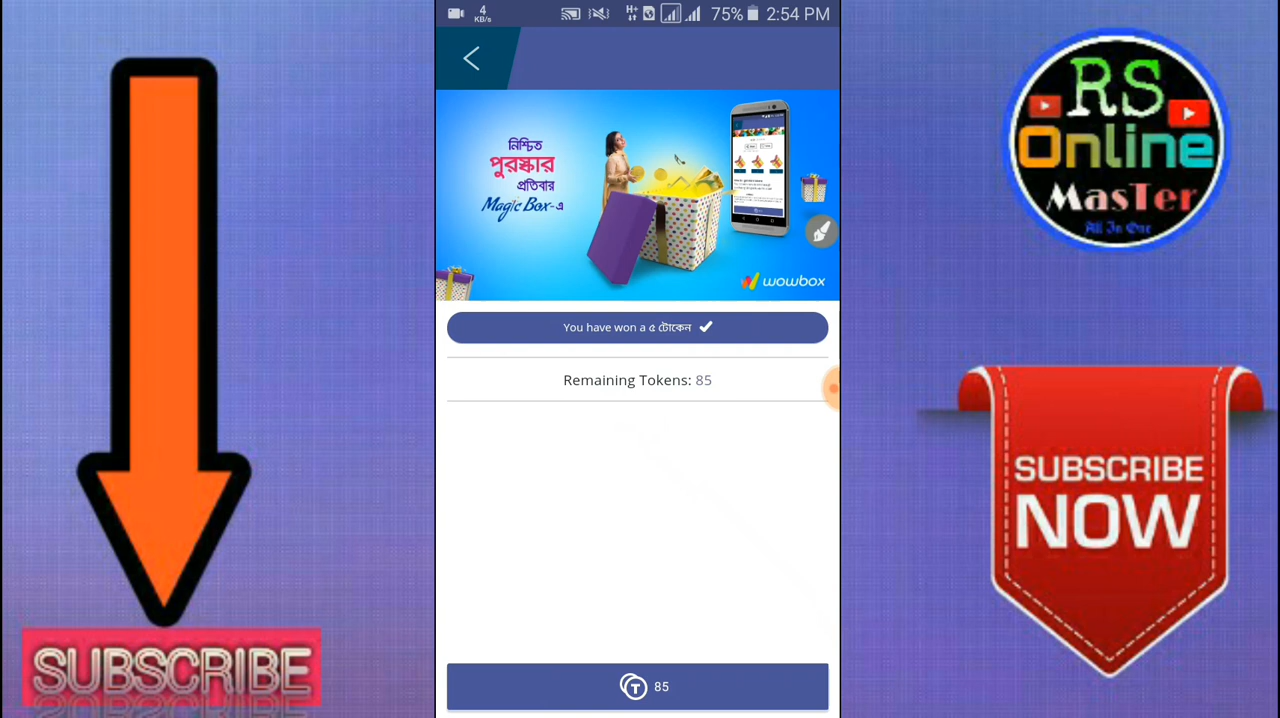 4
KB/s
H+
75%
2:54 PM
নিশ্চিত
পুরস্কার
প্রতিবার
Magic Box-এ
wowbox
You have won a ৫ টোকেন
Remaining Tokens: 85
T 85
SUBSCRIBE
RS
Online
MasTer
All In One
SUBSCRIBE
NOW